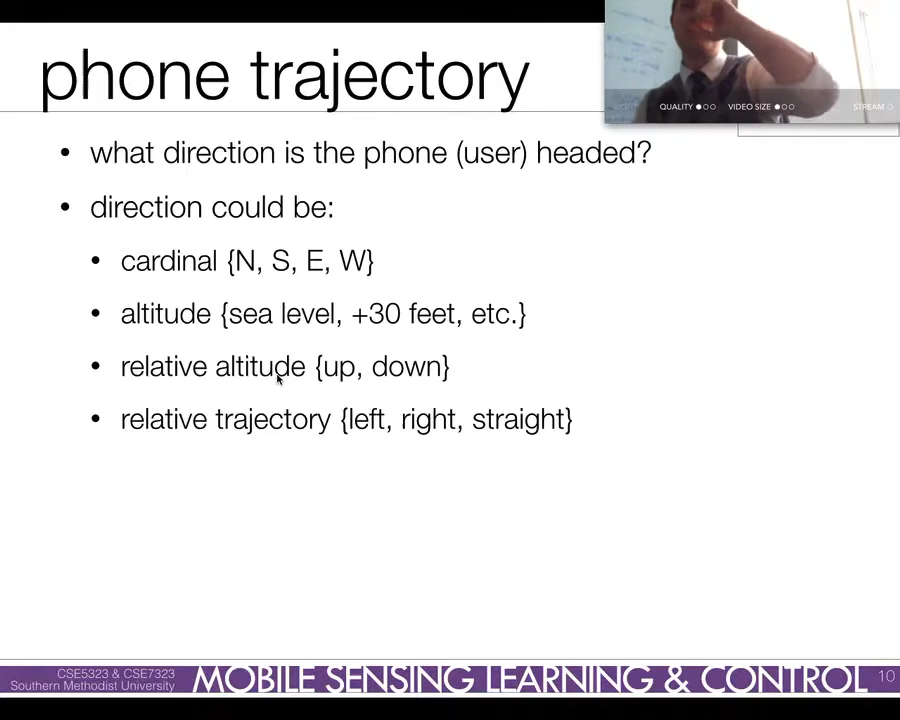 phone trajectory
QUALITY VIDEO SIZE STREAM
• what direction is the phone (user) headed?
• direction could be:
• cardinal {N, S, E, W}
• altitude {sea level, +30 feet, etc.}
• relative altitude {up, down}
• relative trajectory {left, right, straight}
CSE5323 & CSE7323
Southern Methodist University
MOBILE SENSING LEARNING & CONTROL
10